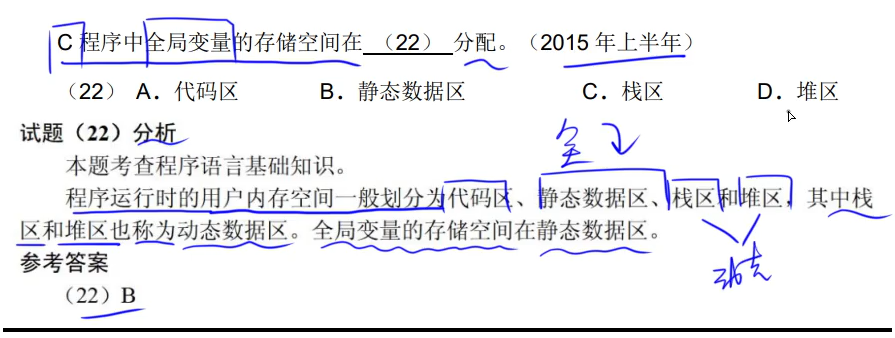 C 程序中全局变量的存储空间在 （22） 分配。（2015 年上半年）
（22） A．代码区 B．静态数据区 C．栈区 D．堆区
试题（22）分析
全
本题考查程序语言基础知识。
程序运行时的用户内存空间一般划分为代码区、静态数据区、栈区和堆区，其中栈
区和堆区也称为动态数据区。全局变量的存储空间在静态数据区。
参考答案
动态
（22）B